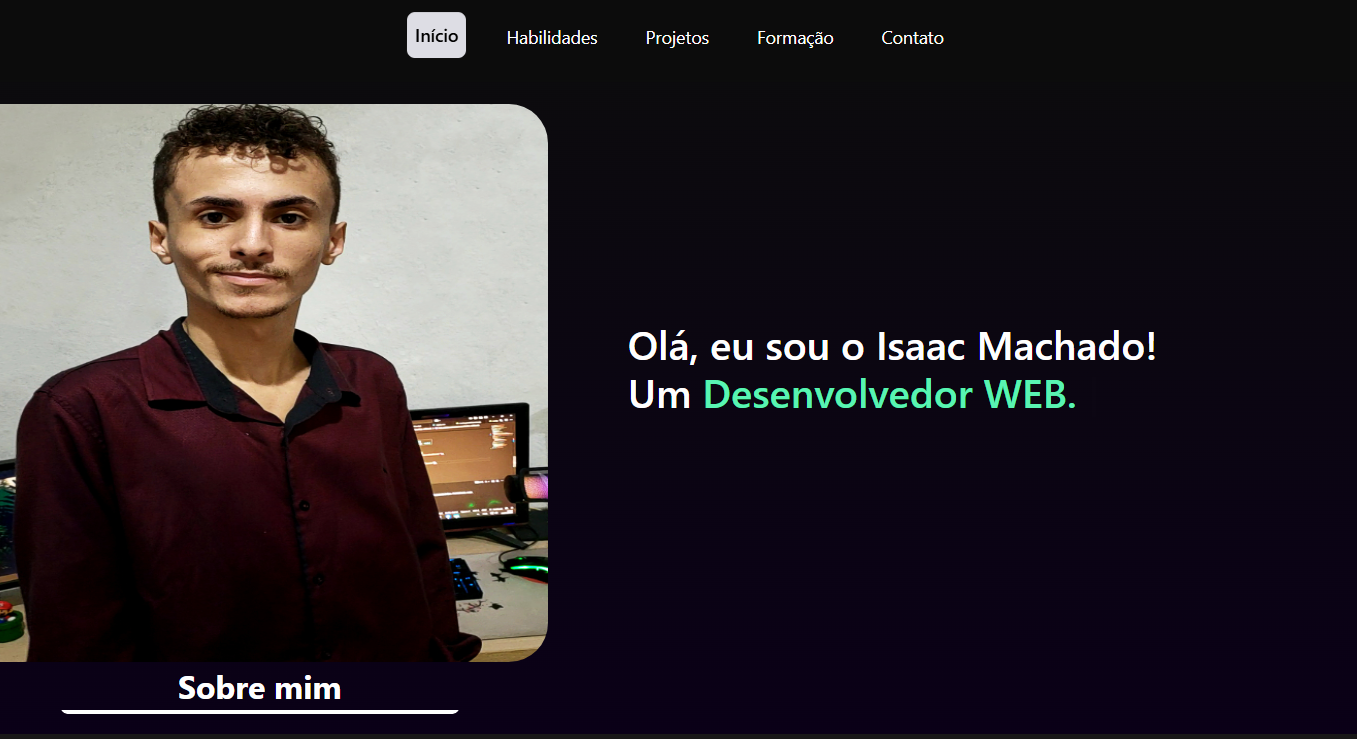 Início
Habilidades
Projetos
Formação
Contato
Olá, eu sou o Isaac Machado!
Um Desenvolvedor WEB.
Sobre mim